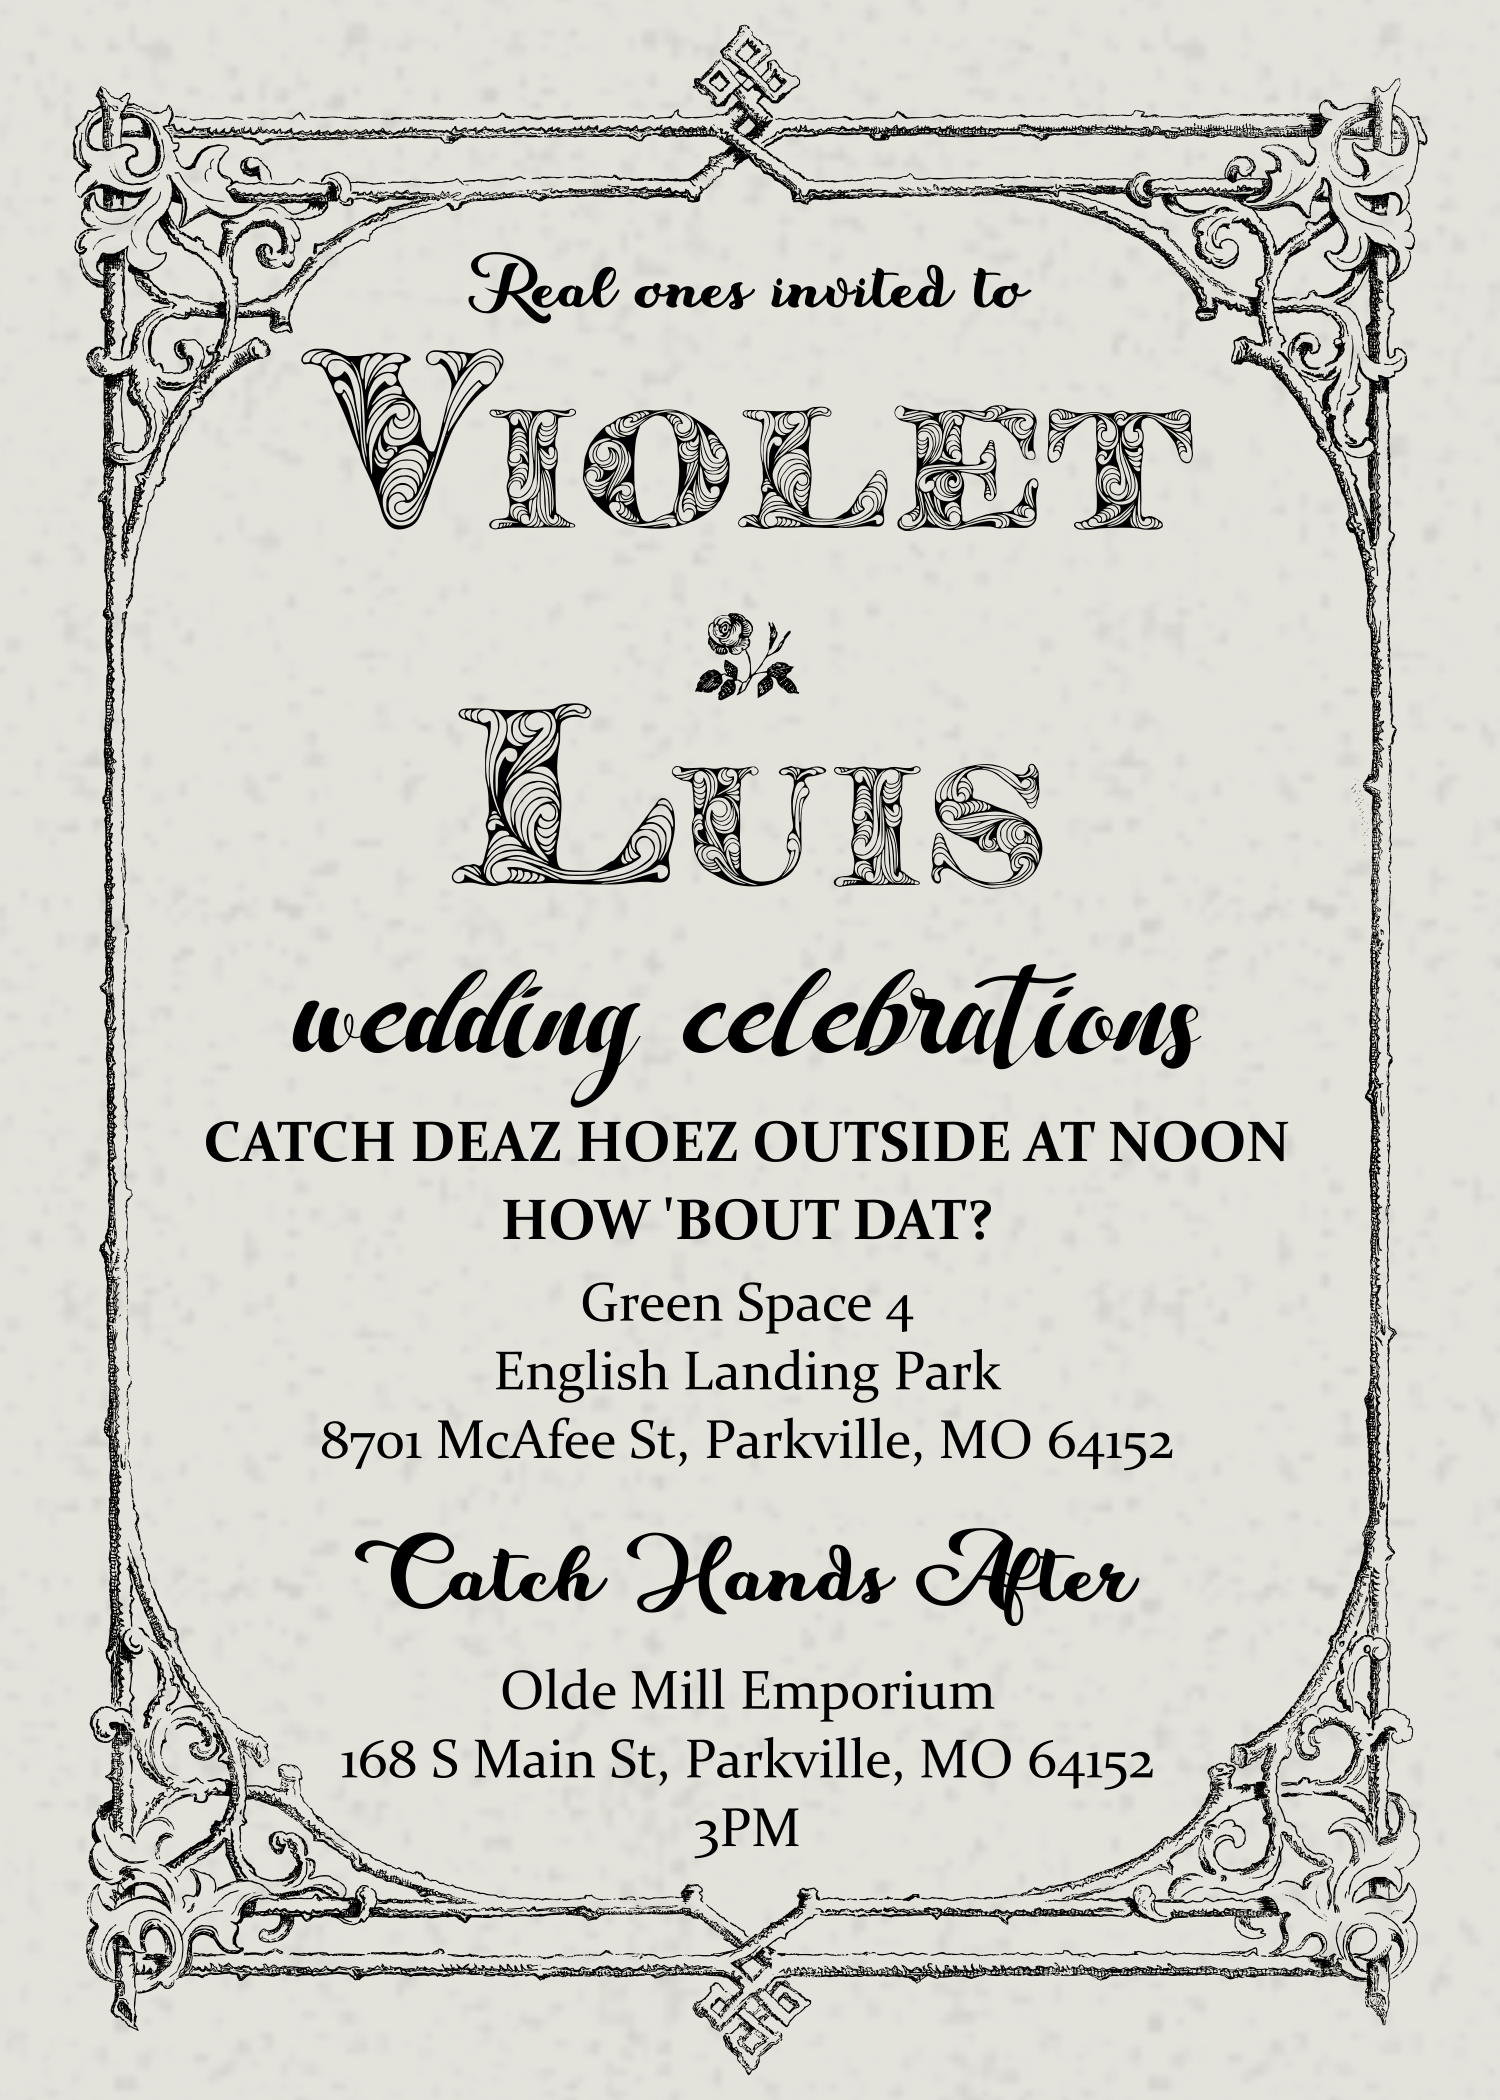 Real ones invited to
VIOLET
LUIS
wedding celebrations
CATCH DEAZ HOEZ OUTSIDE AT NOON
HOW 'BOUT DAT?
Green Space 4
English Landing Park
8701 McAfee St, Parkville, MO 64152
Catch Hands After
Olde Mill Emporium
168 S Main St, Parkville, MO 64152
3PM